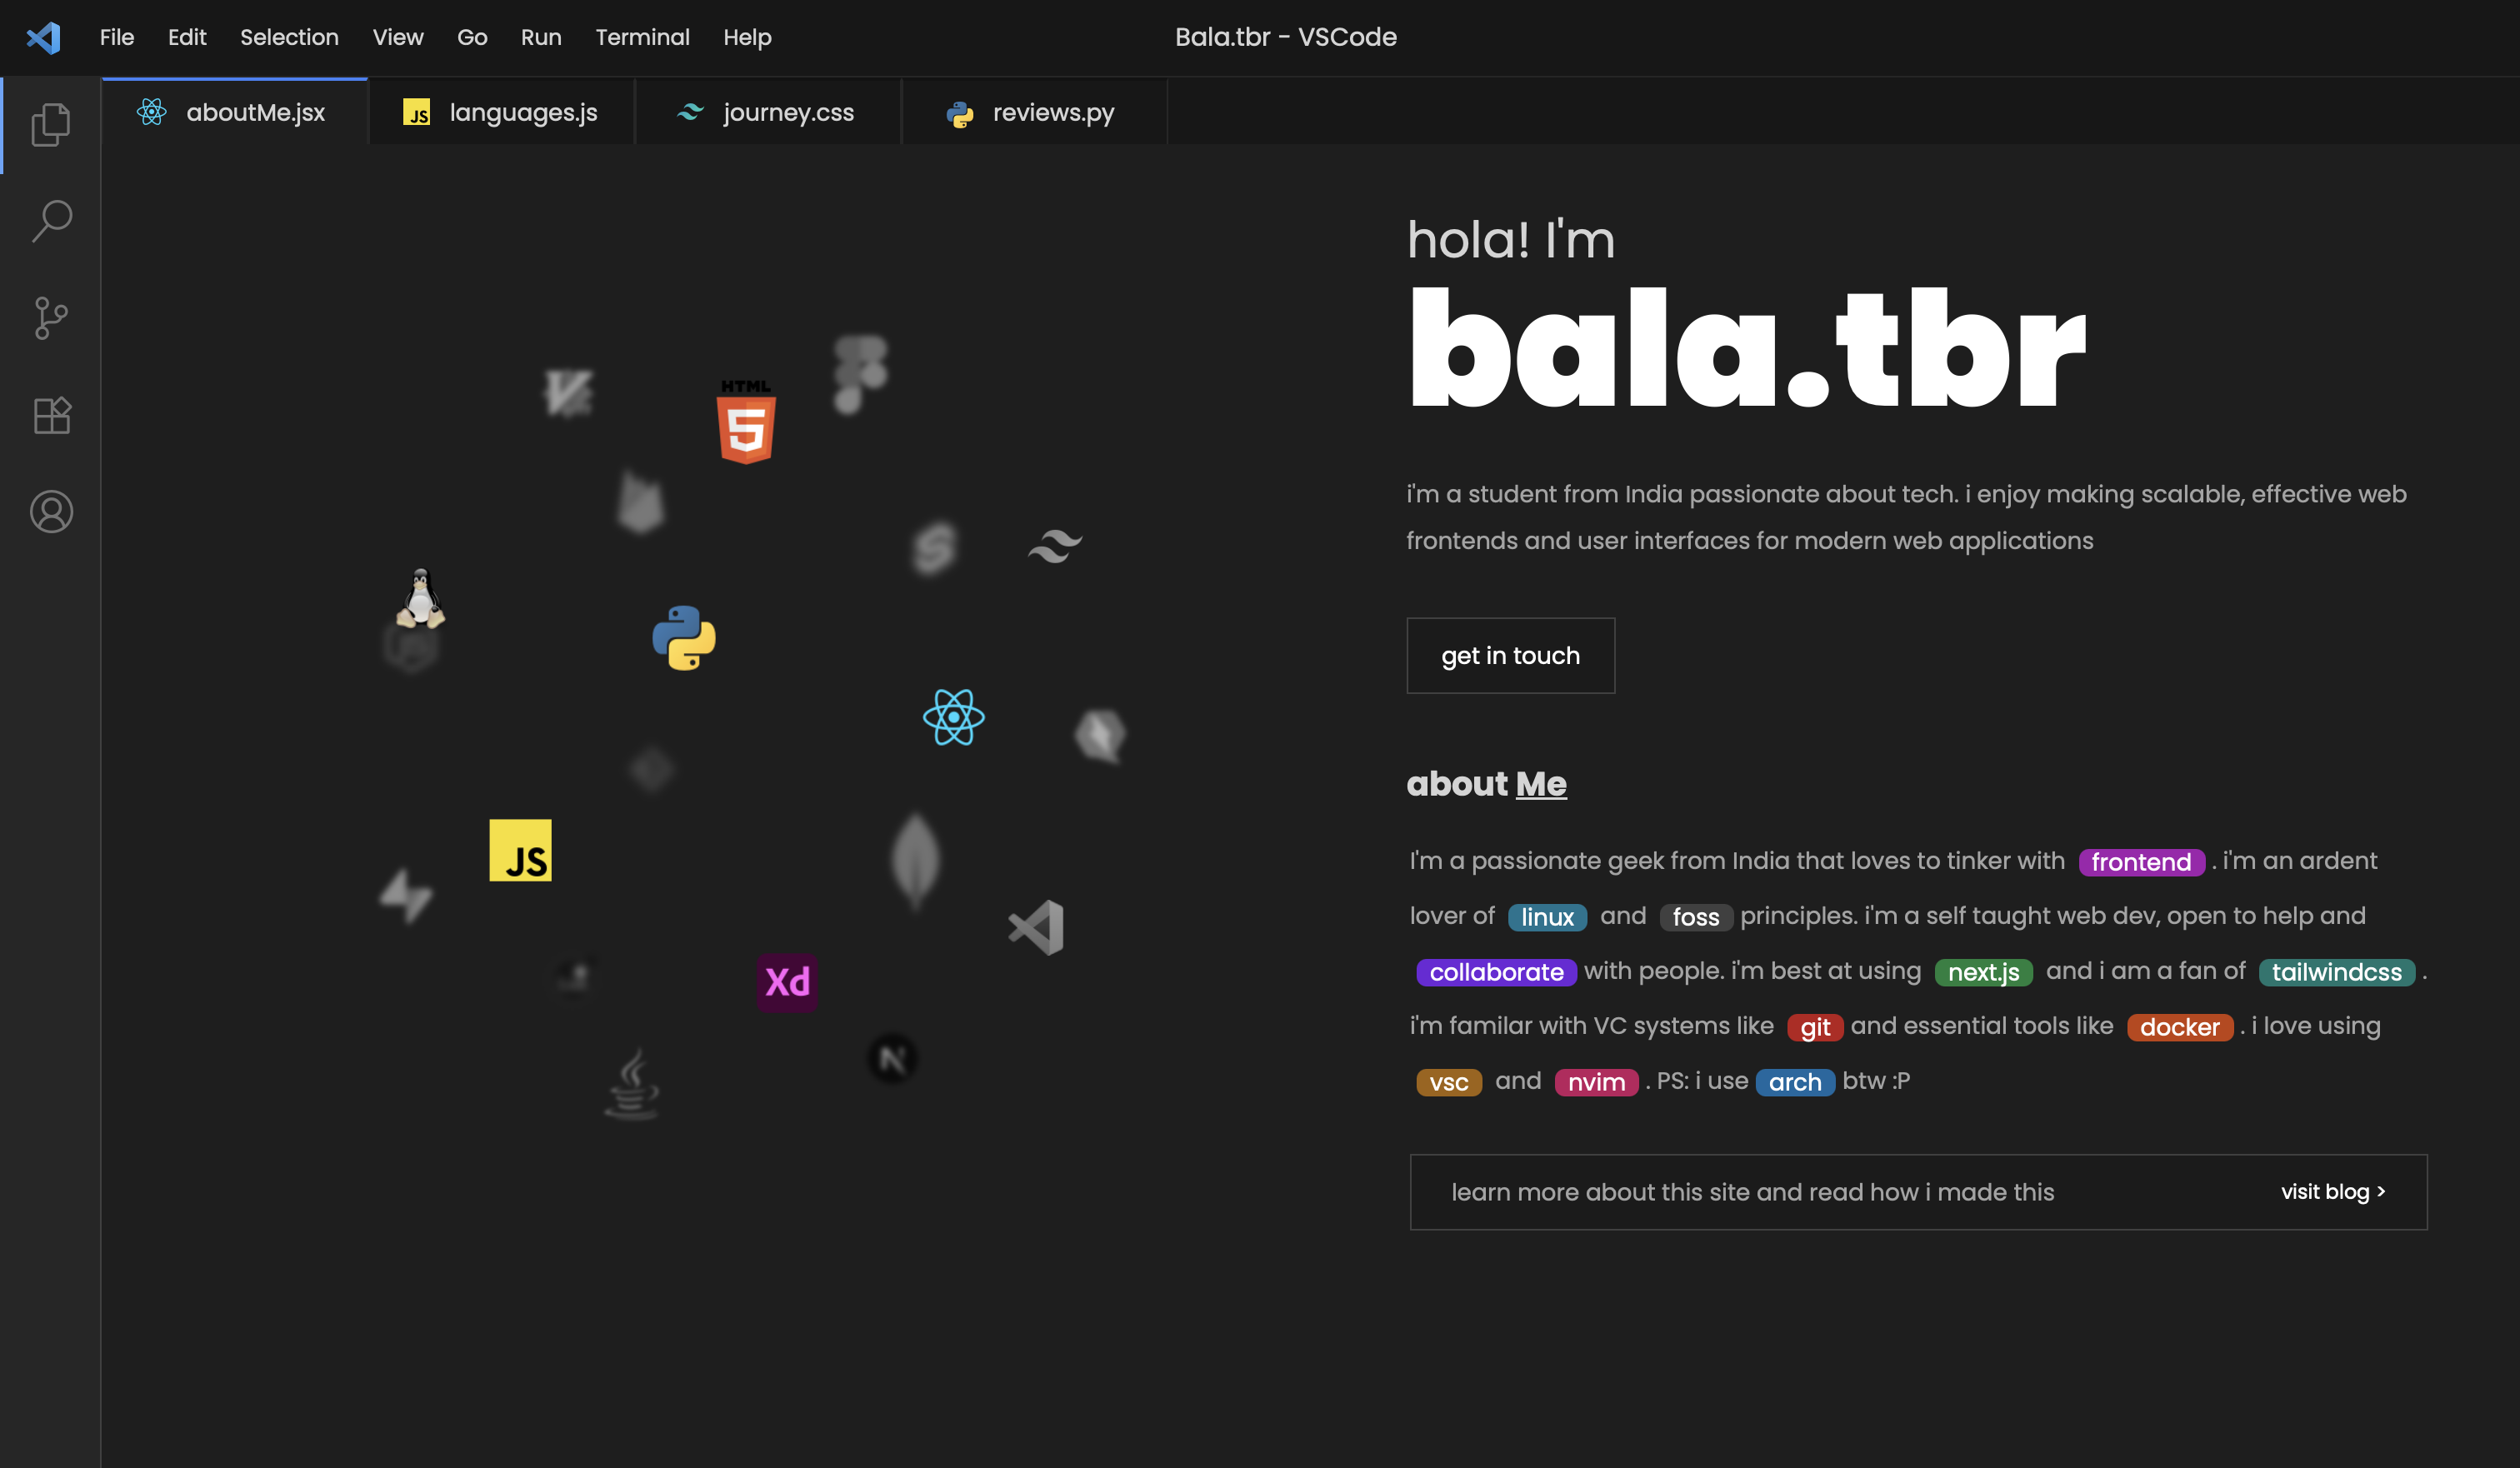 File Edit Selection View Go Run Terminal Help
Bala.tbr - VSCode
aboutMe.jsx
JS languages.js
journey.css
reviews.py
HTML
5
JS
Xd
N
hola! I'm
bala.tbr
i'm a student from India passionate about tech. i enjoy making scalable, effective web
frontends and user interfaces for modern web applications
get in touch
about Me
I'm a passionate geek from India that loves to tinker with frontend . i'm an ardent
lover of linux and foss principles. i'm a self taught web dev, open to help and
collaborate with people. i'm best at using next.js and i am a fan of tailwindcss .
i'm familar with VC systems like git and essential tools like docker . i love using
vsc and nvim . PS: i use arch btw :P
learn more about this site and read how i made this
visit blog >